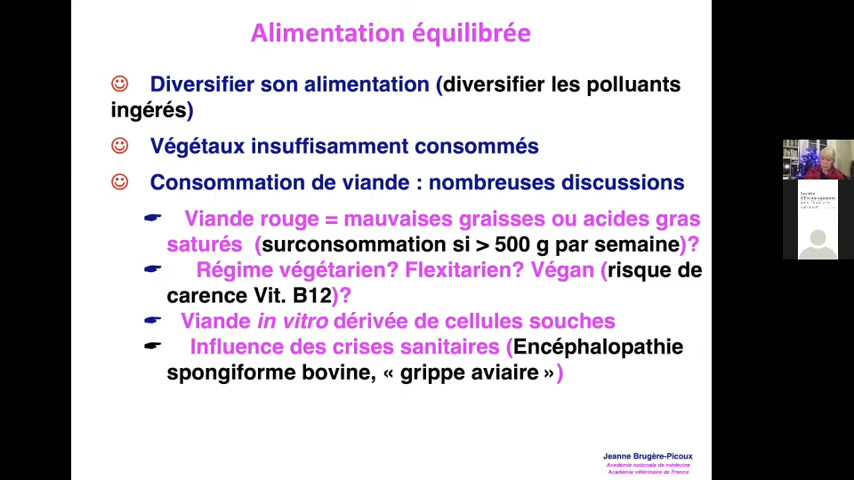 Alimentation équilibrée
Diversifier son alimentation (diversifier les polluants
ingérés)
Végétaux insuffisamment consommés
Consommation de viande : nombreuses discussions
Viande rouge = mauvaises graisses ou acides gras
saturés (surconsommation si > 500 g par semaine)?
Régime végétarien? Flexitarien? Végan (risque de
carence Vit. B12)?
Viande in vitro dérivée de cellules souches
Influence des crises sanitaires (Encéphalopathie
spongiforme bovine, « grippe aviaire »)
Jeanne Brugère-Picoux
Académie nationale de médecine
Académie vétérinaire de France
d'Encouragement